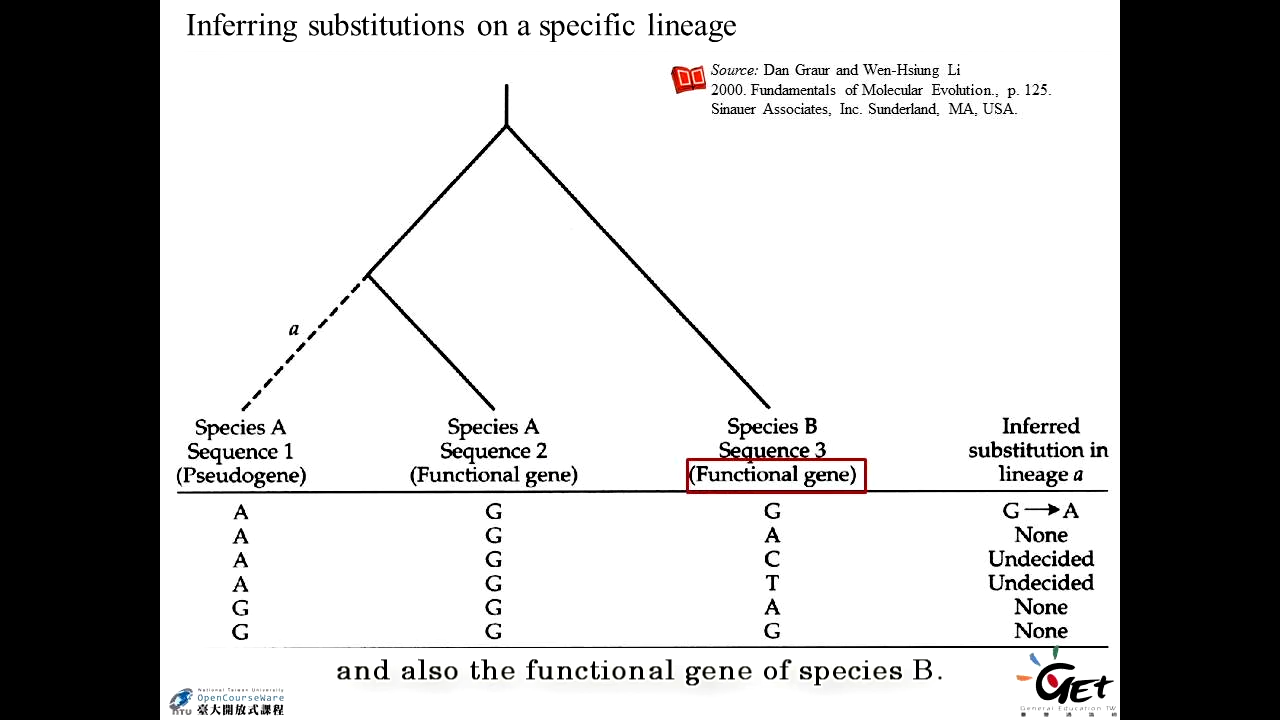 Inferring substitutions on a specific lineage
Source: Dan Graur and Wen-Hsiung Li
2000. Fundamentals of Molecular Evolution., p. 125.
Sinauer Associates, Inc. Sunderland, MA, USA.
a
Species A Species A Species B Inferred
Sequence 1 Sequence 2 Sequence 3 substitution in
(Pseudogene) (Functional gene) (Functional gene) lineage a
A G G G → A
A G A None
A G C Undecided
A G T Undecided
G G A None
G G G None
and also the functional gene of species B.
National Taiwan University
OpenCourseWare
NTU 臺大開放式課程
GET
General Education TW